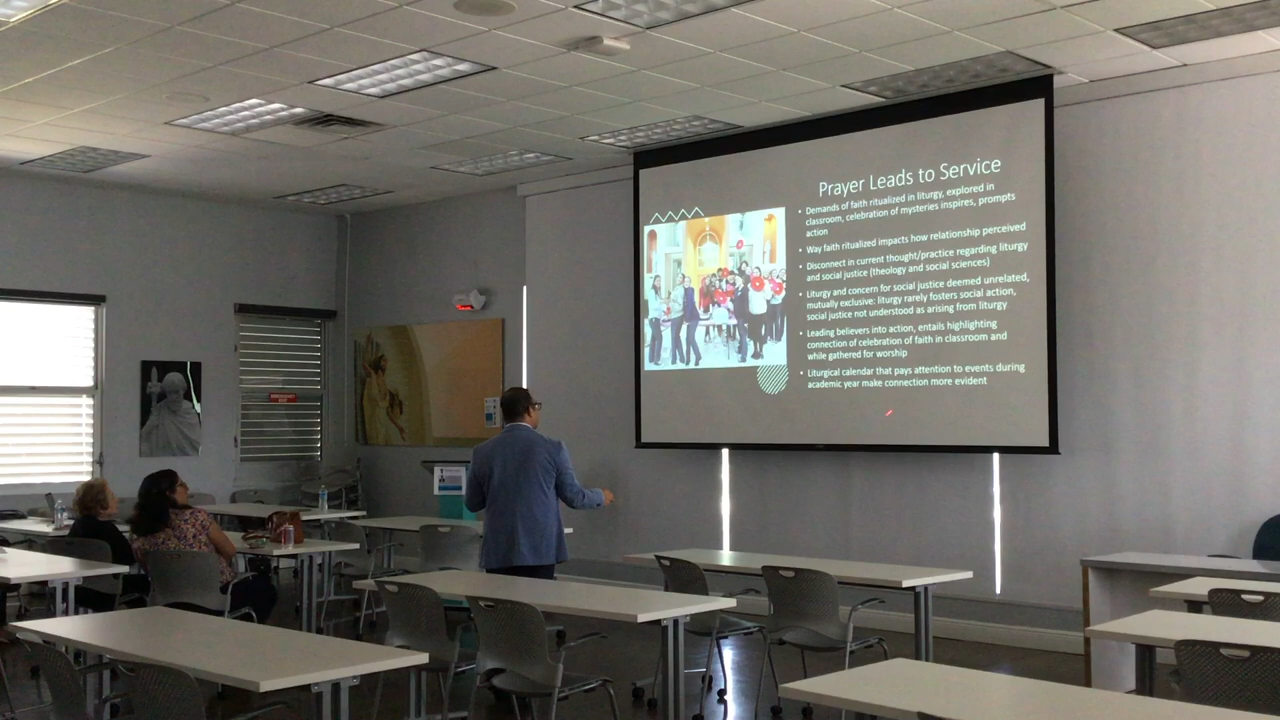 Prayer Leads to Service
• Demands of faith ritualized in liturgy, explored in
classroom, celebration of mysteries inspires, prompts
action
• Way faith ritualized impacts how relationship perceived
• Disconnect in current thought/practice regarding liturgy
and social justice (theology and social sciences)
• Liturgy and concern for social justice deemed unrelated,
mutually exclusive: liturgy rarely fosters social action,
social justice not understood as arising from liturgy
• Leading believers into action, entails highlighting
connection of celebration of faith in classroom and
while gathered for worship
• Liturgical calendar that pays attention to events during
academic year make connection more evident